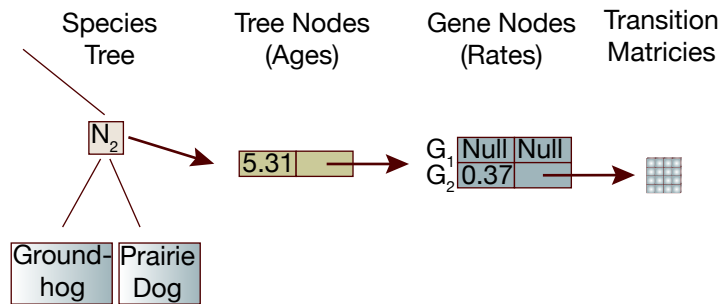 Species
Tree
Tree Nodes
(Ages)
Gene Nodes
(Rates)
Transition
Matricies
N2
5.31
G1 Null Null
G2 0.37
Ground-
hog
Prairie
Dog